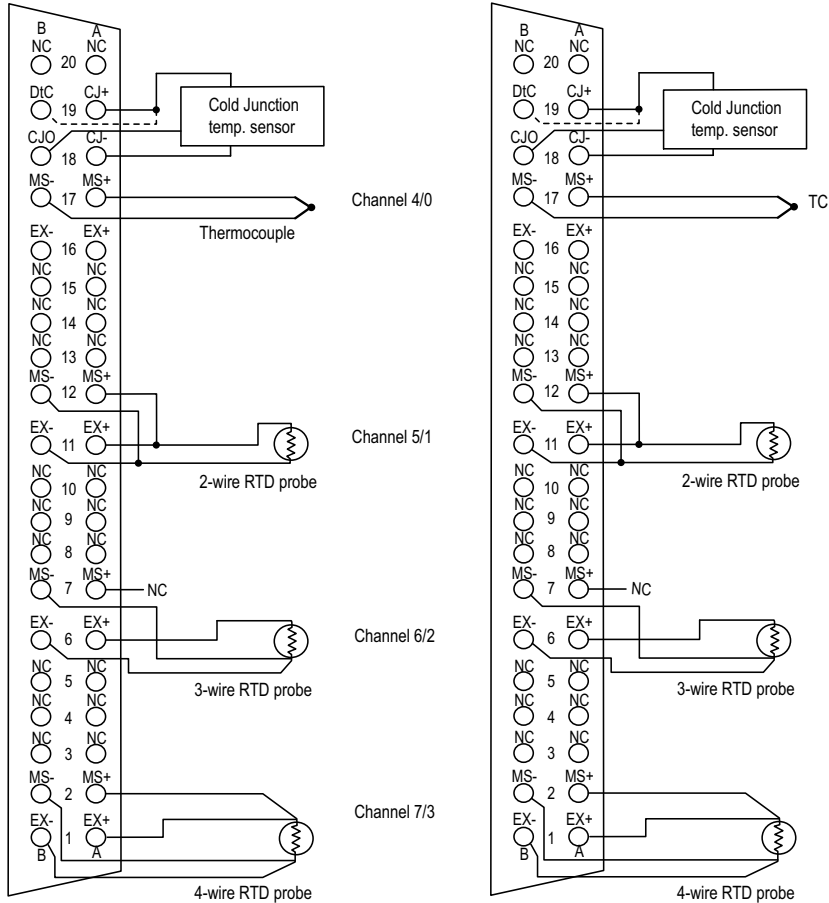 B A
NC NC
20
DtC CJ+
19
Cold Junction
temp. sensor
CJO CJ-
18
MS- MS+
17
Thermocouple
EX- EX+
16
NC NC
15
NC NC
14
NC NC
13
MS- MS+
12
EX- EX+
11
2-wire RTD probe
NC NC
10
NC NC
9
NC NC
8
MS- MS+
7 NC
EX- EX+
6
3-wire RTD probe
NC NC
5
NC NC
4
NC NC
3
MS- MS+
2
EX- EX+
1
B A
4-wire RTD probe
Channel 4/0
Channel 5/1
Channel 6/2
Channel 7/3
B A
NC NC
20
DtC CJ+
19
Cold Junction
temp. sensor
CJO CJ-
18
MS- MS+
17
TC
EX- EX+
16
NC NC
15
NC NC
14
NC NC
13
MS- MS+
12
EX- EX+
11
2-wire RTD probe
NC NC
10
NC NC
9
NC NC
8
MS- MS+
7 NC
EX- EX+
6
3-wire RTD probe
NC NC
5
NC NC
4
NC NC
3
MS- MS+
2
EX- EX+
1
B A
4-wire RTD probe